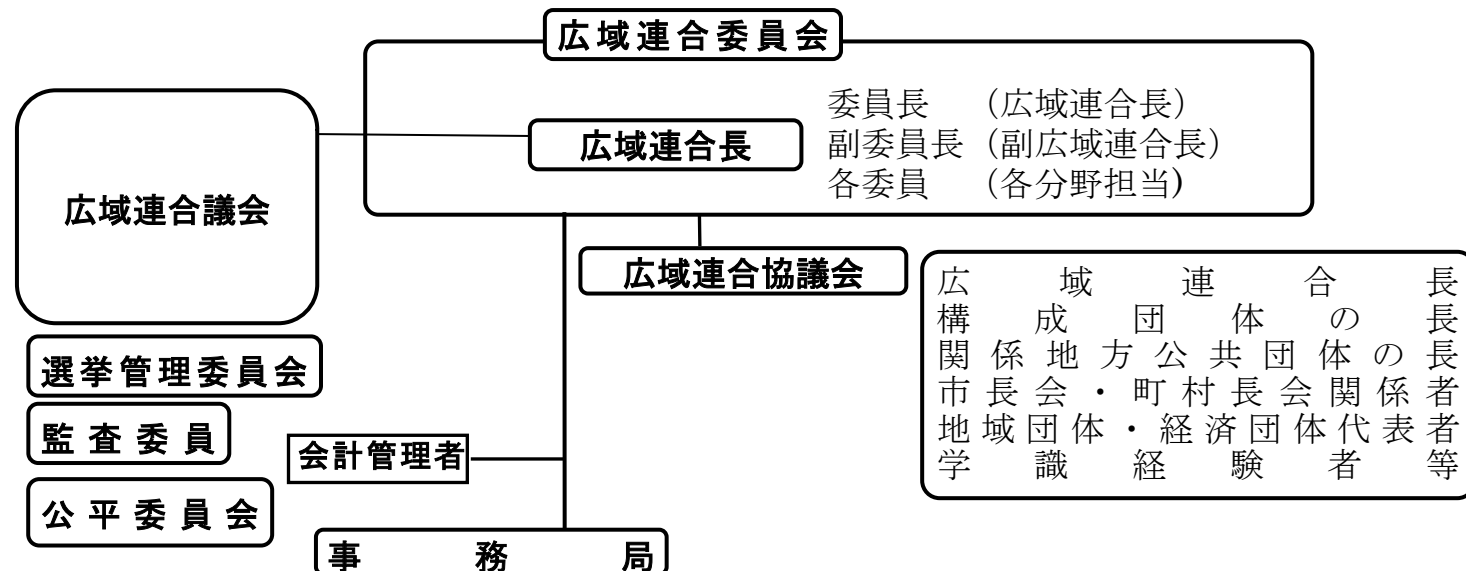 広域連合委員会
委員長 （広域連合長）
副委員長（副広域連合長）
各委員 （各分野担当）
広域連合長
広域連合議会
広域連合協議会
広域連合長
構成団体の長
関係地方公共団体の長
市長会・町村長会関係者
地域団体・経済団体代表者
学識経験者等
選挙管理委員会
監査委員
公平委員会
会計管理者
事務局